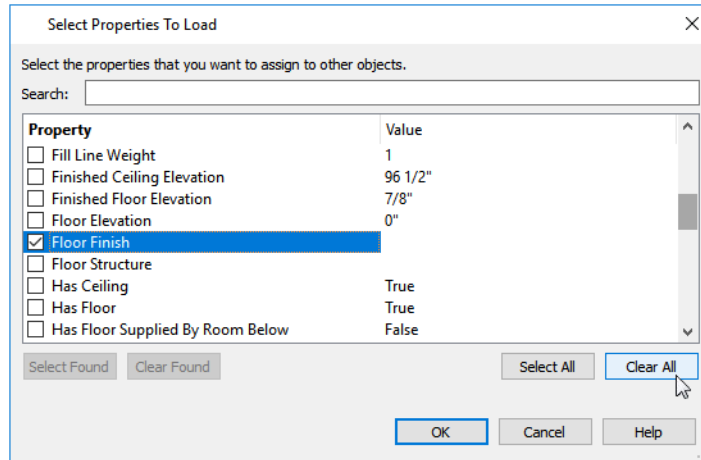 Select Properties To Load
Select the properties that you want to assign to other objects.
Search:
Property Value
Fill Line Weight 1
Finished Ceiling Elevation 96 1/2"
Finished Floor Elevation 7/8"
Floor Elevation 0"
Floor Finish
Floor Structure
Has Ceiling True
Has Floor True
Has Floor Supplied By Room Below False
Select Found Clear Found Select All Clear All
OK Cancel Help